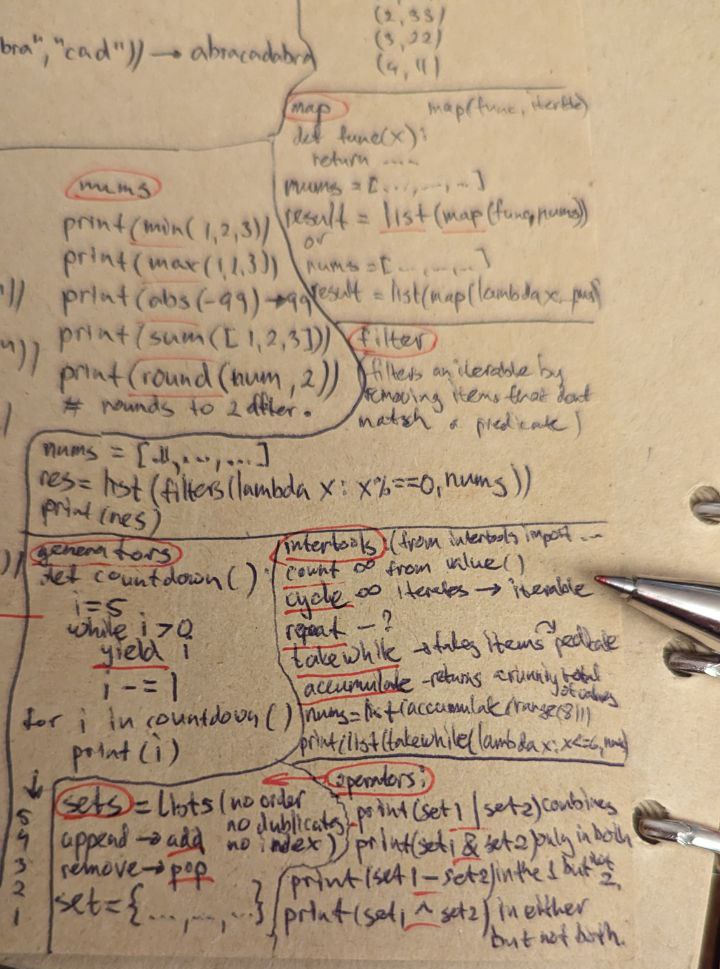 (2, 33)
(3, 22)
(4, 11)
bra", "cad")) → abracadabra
map
map(func, iterble)
def func(x):
return ....
nums = [..., ..., ...]
result = list(map(func, nums))
or
nums = [... ... ...]
result = list(map(lambda x.
nums
print(min(1,2,3))
print(max(1,2,3))
print(abs(-99) → 99
print(sum([1,2,3]))
print(round(num, 2))
# rounds to 2 after .
filter
(filters an iterable by
removing items that dont
match a predicate)
nums = [.11, ..., ...]
res = list(filters(lambda x: x%==0, nums))
print(res)
generators
def countdown():
i=5
while i>0
yield i
i -= 1
for i in countdown()
print(i)
↓
5
4
3
2
1
intertools (from intertools import ...
count ∞ from value()
cycle ∞ iterates → iterable
repeat - ?
takewhile → takes items
accumulate - returns a running total of values
nums = list(accumulate(range(8)))
print(list(takewhile(lambda x: x<=6, nums)
sets = Lists (no order
no dublicates
append → add no index)
remove → pop
set = {..., ..., ...}
operators:
print(set1 | set2) combines
print(set1 & set2) only in both
print(set1 - set2) in the 1 but not 2,
print(set1 ^ set2) in either
but not both.